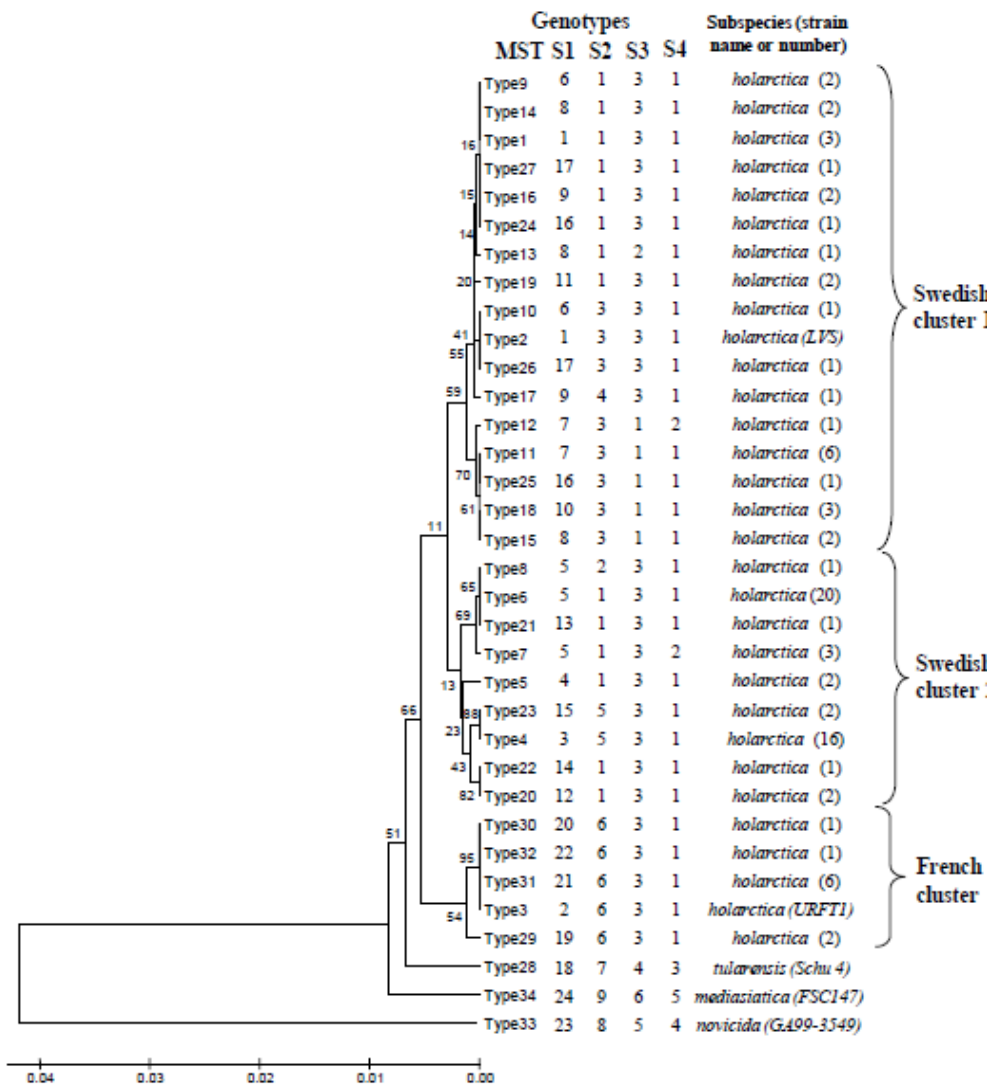 Genotypes
Subspecies (strain
name or number)
MST S1 S2 S3 S4
Type9 6 1 3 1 holarctica (2)
Type14 8 1 3 1 holarctica (2)
Type1 1 1 3 1 holarctica (3)
Type27 17 1 3 1 holarctica (1)
Type16 9 1 3 1 holarctica (2)
Type24 16 1 3 1 holarctica (1)
Type13 8 1 2 1 holarctica (1)
Type19 11 1 3 1 holarctica (2)
Type10 6 3 3 1 holarctica (1)
Type2 1 3 3 1 holarctica (LVS)
Type26 17 3 3 1 holarctica (1)
Type17 9 4 3 1 holarctica (1)
Type12 7 3 1 2 holarctica (1)
Type11 7 3 1 1 holarctica (6)
Type25 16 3 1 1 holarctica (1)
Type18 10 3 1 1 holarctica (3)
Type15 8 3 1 1 holarctica (2)
Type8 5 2 3 1 holarctica (1)
Type6 5 1 3 1 holarctica (20)
Type21 13 1 3 1 holarctica (1)
Type7 5 1 3 2 holarctica (3)
Type5 4 1 3 1 holarctica (2)
Type23 15 5 3 1 holarctica (2)
Type4 3 5 3 1 holarctica (16)
Type22 14 1 3 1 holarctica (1)
Type20 12 1 3 1 holarctica (2)
Type30 20 6 3 1 holarctica (1)
Type32 22 6 3 1 holarctica (1)
Type31 21 6 3 1 holarctica (6)
Type3 2 6 3 1 holarctica (URFT1)
Type29 19 6 3 1 holarctica (2)
Type28 18 7 4 3 tularensis (Schu 4)
Type34 24 9 6 5 mediasiatica (FSC147)
Type33 23 8 5 4 novicida (GA99-3549)
Swedish
cluster 1
Swedish
cluster
French
cluster
16
15
14
20
41
55
59
70
61
11
65
69
13
88
23
66
43
82
51
95
54
0.04 0.03 0.02 0.01 0.00